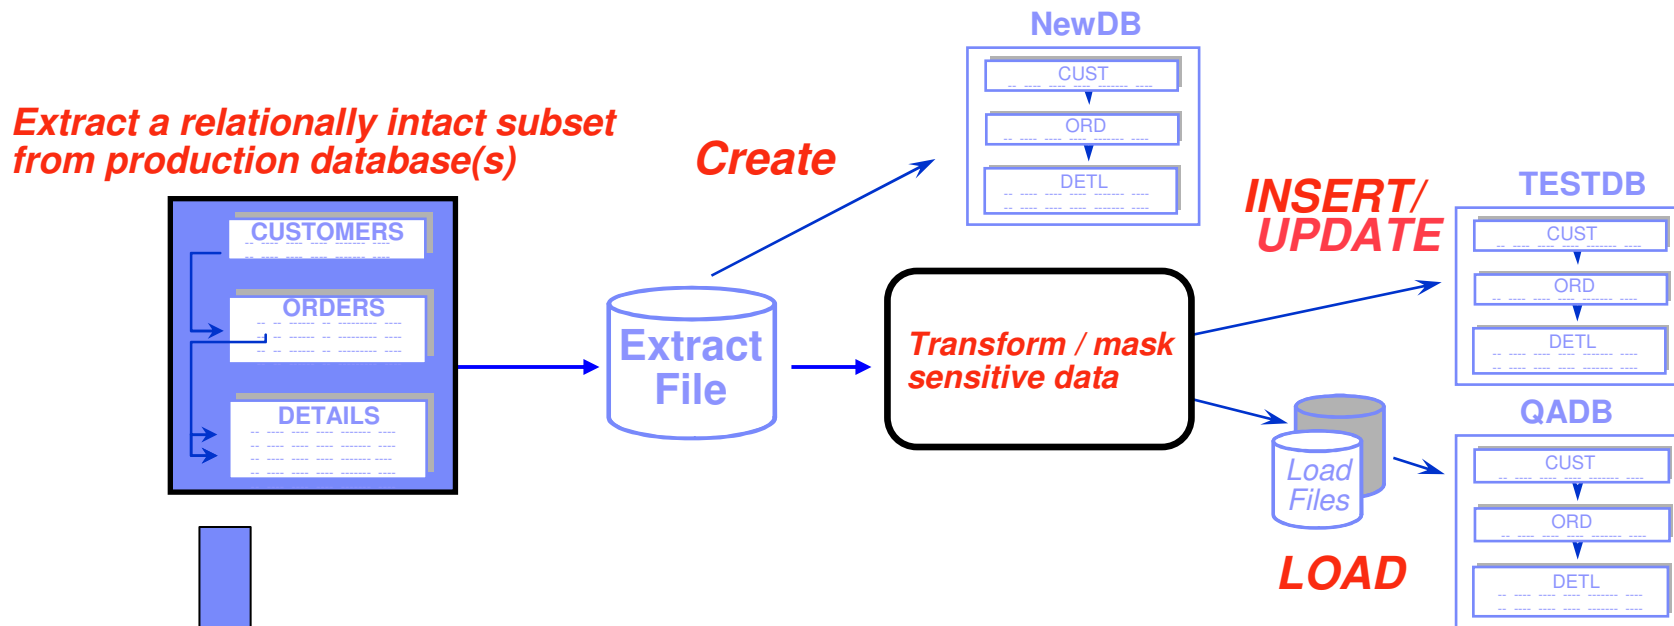 Extract a relationally intact subset
from production database(s)
CUSTOMERS
ORDERS
DETAILS
Extract
File
Create
NewDB
CUST
ORD
DETL
Transform / mask
sensitive data
INSERT/
UPDATE
TESTDB
CUST
ORD
DETL
Load
Files
LOAD
QADB
CUST
ORD
DETL